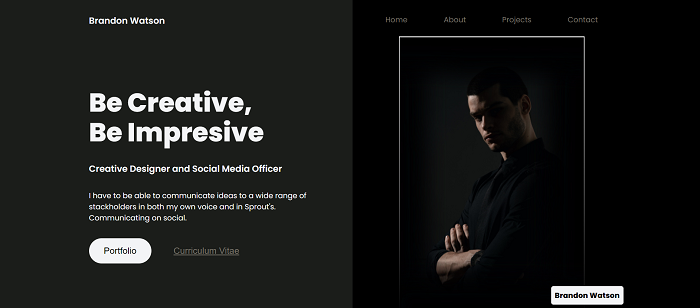 Brandon Watson
Home About Projects Contact
Be Creative,
Be Impresive
Creative Designer and Social Media Officer
I have to be able to communicate ideas to a wide range of
stackholders in both my own voice and in Sprout's.
Communicating on social.
Portfolio
Curriculum Vitae
Brandon Watson